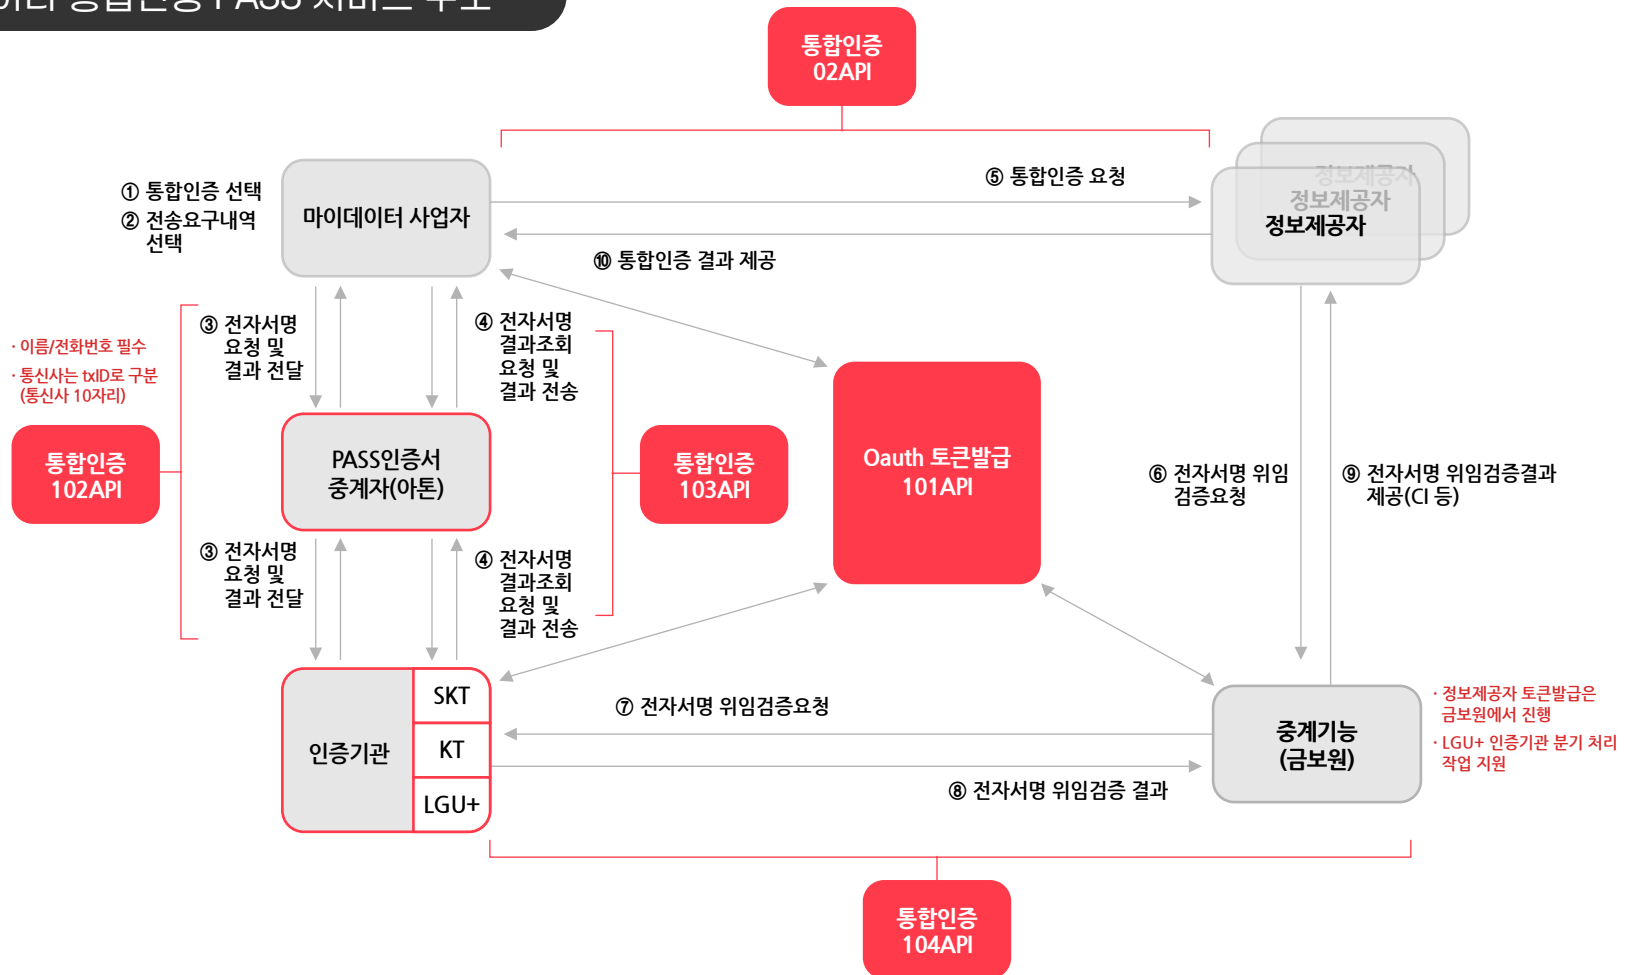 통합인증 PASS 서비스 구조
통합인증
02API
① 통합인증 선택
② 전송요구내역
선택
마이데이터 사업자
⑤ 통합인증 요청
정보제공자
정보제공자
정보제공자
⑩ 통합인증 결과 제공
· 이름/전화번호 필수
· 통신사는 txID로 구분
(통신사 10자리)
③ 전자서명
요청 및
결과 전달
④ 전자서명
결과조회
요청 및
결과 전송
통합인증
102API
PASS인증서
중계자(아톤)
통합인증
103API
Oauth 토큰발급
101API
⑥ 전자서명 위임
검증요청
⑨ 전자서명 위임검증결과
제공(CI 등)
③ 전자서명
요청 및
결과 전달
④ 전자서명
결과조회
요청 및
결과 전송
인증기관
SKT
KT
LGU+
⑦ 전자서명 위임검증요청
⑧ 전자서명 위임검증 결과
중계기능
(금보원)
· 정보제공자 토큰발급은
금보원에서 진행
· LGU+ 인증기관 분기 처리
작업 지원
통합인증
104API